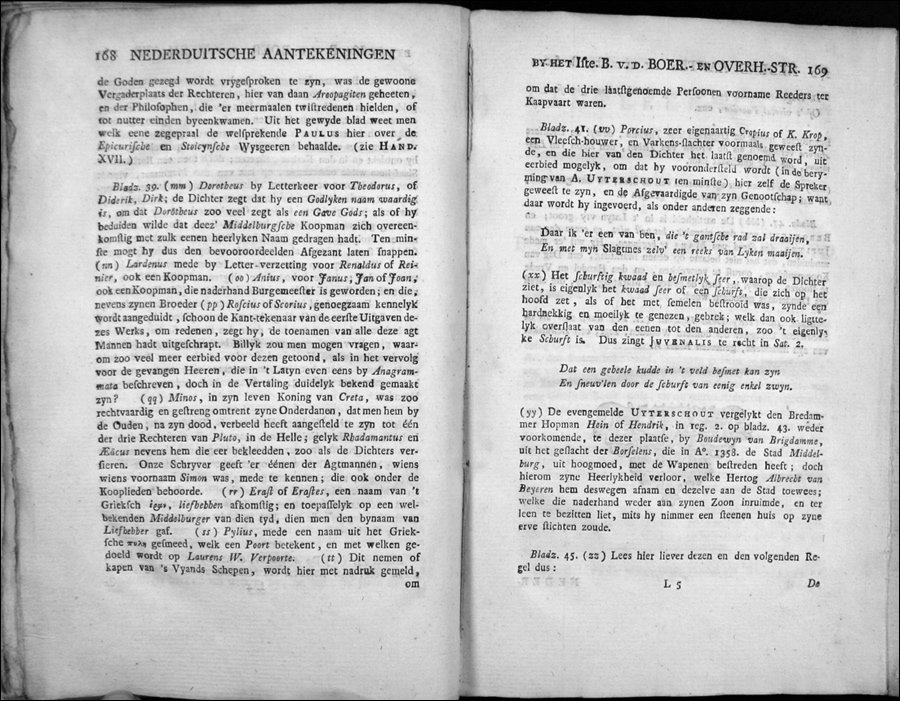 168 NEDERDUITSCHE AANTEKENINGEN
de Goden gezegd wordt vrygeſproken te zyn, was de gewoone
Vergaderplaats der Rechteren, hier van daan Areopagiten geheeten,
en der Philoſophen, die 'er meermaalen twiſtredenen hielden, of
tot nutter einden byeenkwamen. Uit het gewyde blad weet men
welk eene zegepraal de welſprekende PAULUS hier over de
Epicuriſche en Stoicynſche Wysgeeren behaalde. (zie HAND.
XVII.)
Bladz. 39. (mm) Dorotheus by Letterkeer voor Theodorus, of
Diderik, Dirk; de Dichter zegt dat hy een Godlyken naam waardig
is, om dat Dorótheus zoo veel zegt als een Gave Gods; als of hy
beduiden wilde dat deez' Middelburgſche Koopman zich overeen-
komſtig met zulk eenen heerlyken Naam gedragen hadt. Ten min-
ſte mogt hy dus den bevooroordeelden Afgezant laten ſnappen.
(nn) Lardenus mede by Letter-verzetting voor Renaldus of Rei-
nier, ook een Koopman. (oo) Anius, voor Janus; Jan of Joan,
ook een Koopman, die naderhand Burgemeeſter is geworden; en die,
nevens zynen Broeder (pp) Roſcius of Scorius, genoegzaam kennelyk
wordt aangeduidt, ſchoon de Kant-tekenaar van de eerſte Uitgaven de-
zes Werks, om redenen, zegt hy, de toenamen van alle deze agt
Mannen hadt uitgeſchrapt. Billyk zou men mogen vragen, waar-
om zoo veel meer eerbied voor dezen getoond, als in het vervolg
voor de gevangen Heeren, die in 't Latyn even eens by Anagram-
mata beſchreven, doch in de Vertaling duidelyk bekend gemaakt
zyn? (qq) Minos, in zyn leven Koning van Creta, was zoo
rechtvaardig en geſtreng omtrent zyne Onderdanen, dat men hem by
de Ouden, na zyn dood, verbeeld heeft aangeſteld te zyn tot één
der drie Rechteren van Pluto, in de Helle; gelyk Rhadamantus en
Æäcus nevens hem die eer bekleedden, zoo als de Dichters ver-
ſieren. Onze Schryver geeft 'er éénen der Agtmannen, wiens
wiens voornaam Simon was, mede te kennen; die ook onder de
Kooplieden behoorde. (rr) Eraſt of Eraſtes, een naam van 't
Griekſch ἐράω, liefhebben afkomſtig; en toepaſſelyk op een wel-
bekenden Middelburger van dien tyd, dien men den bynaam van
Liefhebber gaf. (ss) Pylius, mede een naam uit het Griek-
ſche πυλη geſmeed, welk een Poort betekent, en met welken ge-
doeld wordt op Laurens W. Verpoorte. (tt) Dit nemen of
kapen van 's Vyands Schepen, wordt hier met nadruk gemeld,
om
BY HET Iſte. B. V. D. BOER.- EN OVERH.-STR. 169
om dat de drie laatſtgenoemde Perſoonen voorname Reeders ter
Kaapvaart waren.
Bladz. 41. (vv) Porcius, zeer eigenaartig Cropius of K. Krop,
een Vleeſch-houwer, en Varkens-ſlachter voormaals geweeſt zyn-
de, en die hier van den Dichter het laatſt genoemd word, uit
eerbied mogelyk, om dat hy vooronderſteld wordt (in de bery-
ming van A. UYTERSCHOUT ten minſte) hier zelf de Spreker
geweeſt te zyn, en de Afgevaardigde van zyn Genootſchap; want
daar wordt hy ingevoerd, als onder anderen zeggende:
Daar ik 'er een van ben, die 't gantſche rad zal draaijen,
En met myn Slagtmes zelv' een reeks van Lyken maaijen.
(xx) Het ſchurftig kwaad en beſmetlyk ſeer, waarop de Dichter
ziet, is eigenlyk het kwaad ſeer of een ſchurft, die zich op het
hoofd zet, als of het met ſemelen beſtrooid was, zynde een
hardnekkig en moeilyk te genezen, gebrek; welk dan ook ligtte-
lyk overſlaat van den eenen tot den anderen, zoo 't eigenly-
ke Schurft is. Dus zingt JUVENALIS te recht in Sat. 2.
Dat een geheele kudde in 't veld beſmet kan zyn
En ſneuv'len door de ſchurft van eenig enkel zwyn.
(yy) De evengemelde UYTERSCHOUT vergelykt den Bredam-
mer Hopman Hein of Hendrik, in reg. 2. op bladz. 43. weder
voorkomende, te dezer plaatſe, by Boudewyn van Brigdamme,
uit het geſlacht der Borſelens, die in Aº. 1358. de Stad Middel-
burg, uit hoogmoed, met de Wapenen beſtreden heeft; doch
hierom zyne Heerlykheid verloor, welke Hertog Albrecht van
Beyeren hem deswegen afnam en dezelve aan de Stad toewees;
welke die naderhand weder aan zynen Zoon inruimde, en ter
leen te bezitten liet, mits hy nimmer een ſteenen huis op zyne
erve ſtichten zoude.
Bladz. 45. (zz) Lees hier liever dezen en den volgenden Re-
gel dus:
L 5 De